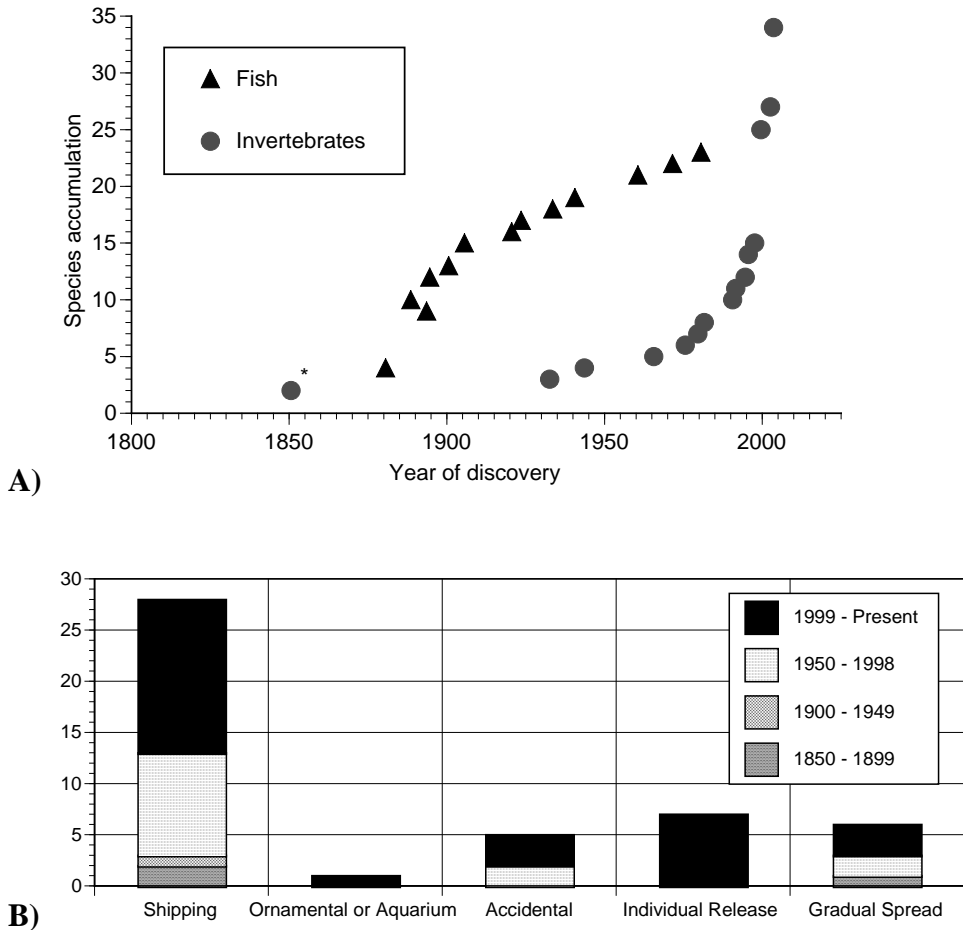 35
30
25
20
15
10
5
0
Species accumulation
Fish
Invertebrates
*
1800 1850 1900 1950 2000
Year of discovery
A)
30
25
20
15
10
5
0
1999 - Present
1950 - 1998
1900 - 1949
1850 - 1899
Shipping Ornamental or Aquarium Accidental Individual Release Gradual Spread
B)